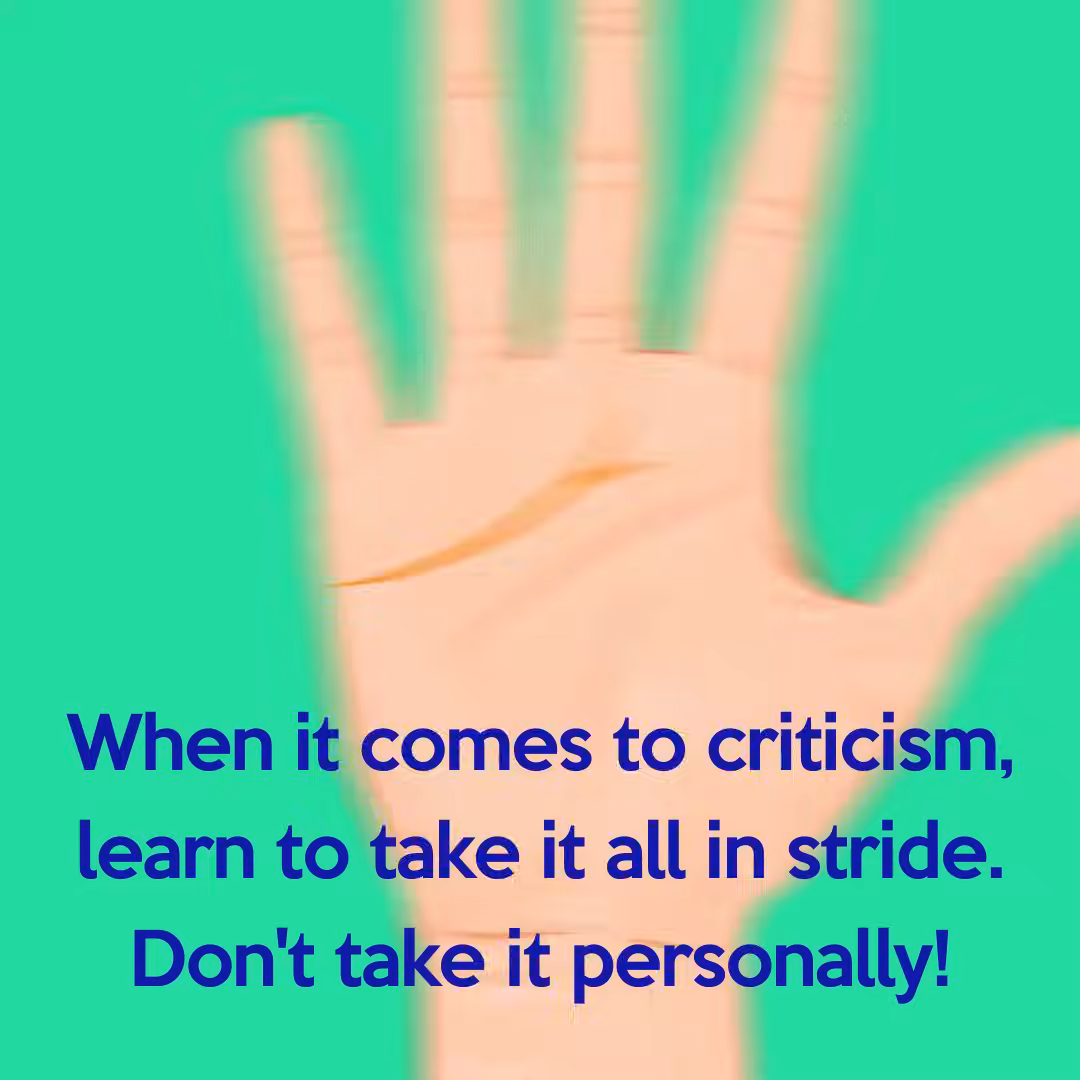 When it comes to criticism,
learn to take it all in stride.
Don't take it personally!